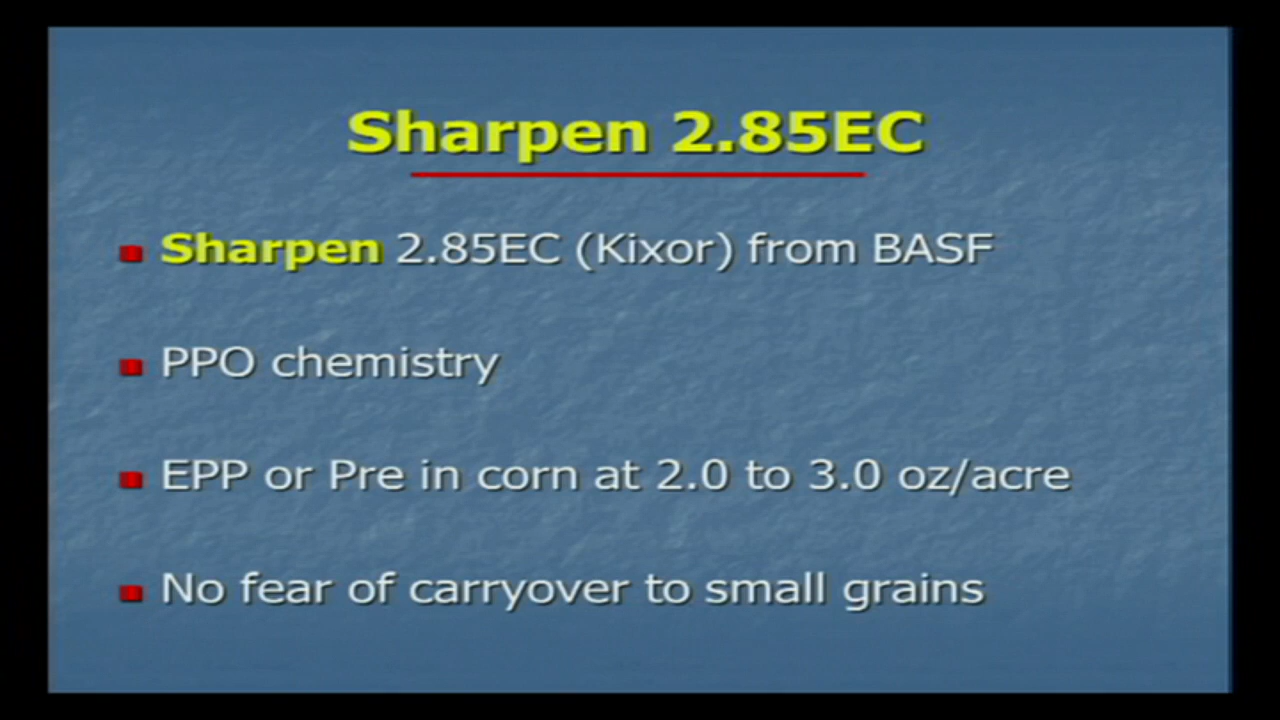 Sharpen 2.85EC
Sharpen 2.85EC (Kixor) from BASF
PPO chemistry
EPP or Pre in corn at 2.0 to 3.0 oz/acre
No fear of carryover to small grains